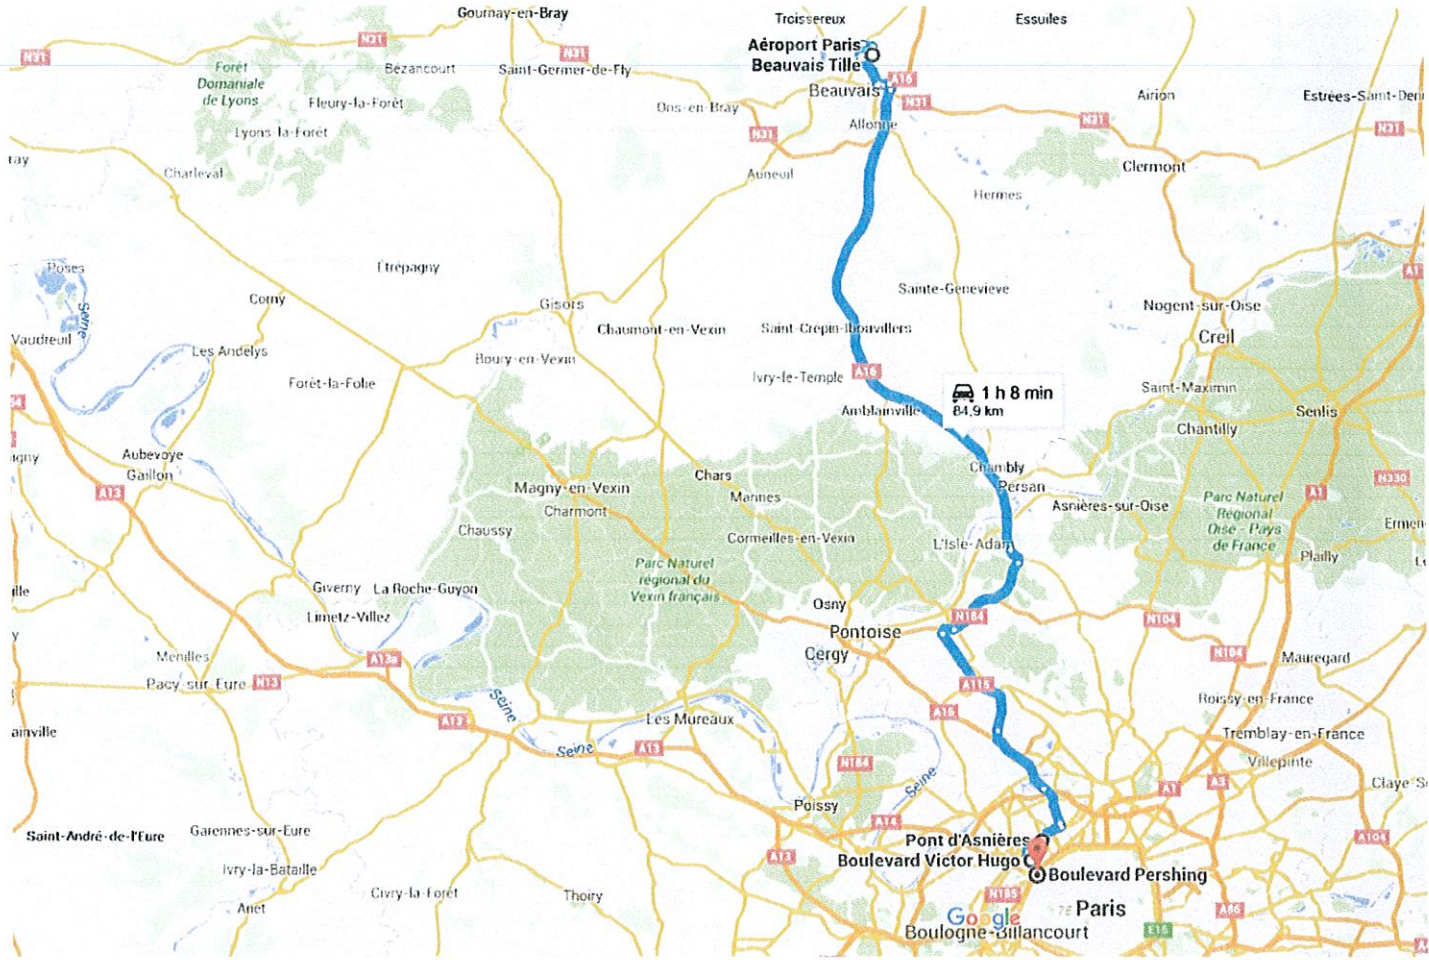 Gournay-en-Bray
Troissereux
Essuiles
N31
N31
N31
Aéroport Paris
Beauvais Tille
Forêt
Domaniale
de Lyons
Bézancourt
Saint-Germer-de-Fly
A16
Beauvais
N31
Airion
Estrées-Saint-Deni
Fleury-la-Forêt
Ons-en-Bray
Lyons-la-Forêt
N31
Allonne
N31
N31
ray
Charleval
Auneuil
Clermont
Hermes
Poses
Étrépagny
A1
Seine
Corny
Gisors
Sainte-Geneviève
Nogent-sur-Oise
Vaudreuil
Les Andelys
Chaumont-en-Vexin
Saint-Crépin-Ibouvillers
Creil
Boury-en-Vexin
Forêt-la-Folie
Ivry-le-Temple
A16
1 h 8 min
84,9 km
Saint-Maximin
Amblainville
Senlis
Chantilly
igny
Aubevoye
Gaillon
Chambly
A13
Magny-en-Vexin
Chars
Persan
A1
N330
Charmont
Marines
Asnières-sur-Oise
Parc Naturel
Régional
Oise - Pays
de France
Chaussy
Cormeilles-en-Vexin
L'Isle-Adam
Ermen
Plailly
Parc Naturel
régional du
Vexin français
Giverny
La Roche-Guyon
Osny
ille
Limetz-Villez
Pontoise
N184
N104
Cergy
Ménilles
A13a
N104
Mauregard
Pacy-sur-Eure
N13
A115
Roissy-en-France
Seine
A13
Les Mureaux
A15
ainville
Seine
A13
Tremblay-en-France
N184
Villepinte
Seine
A1
A3
Claye-S
Poissy
Saint-André-de-l'Eure
Garennes-sur-Eure
A14
Pont d'Asnières
A104
A13
Boulevard Victor Hugo
Ivry-la-Bataille
Boulevard Pershing
Anet
Civry-la-Forêt
Thoiry
N185
Paris
A86
Google
Boulogne-Billancourt
E15